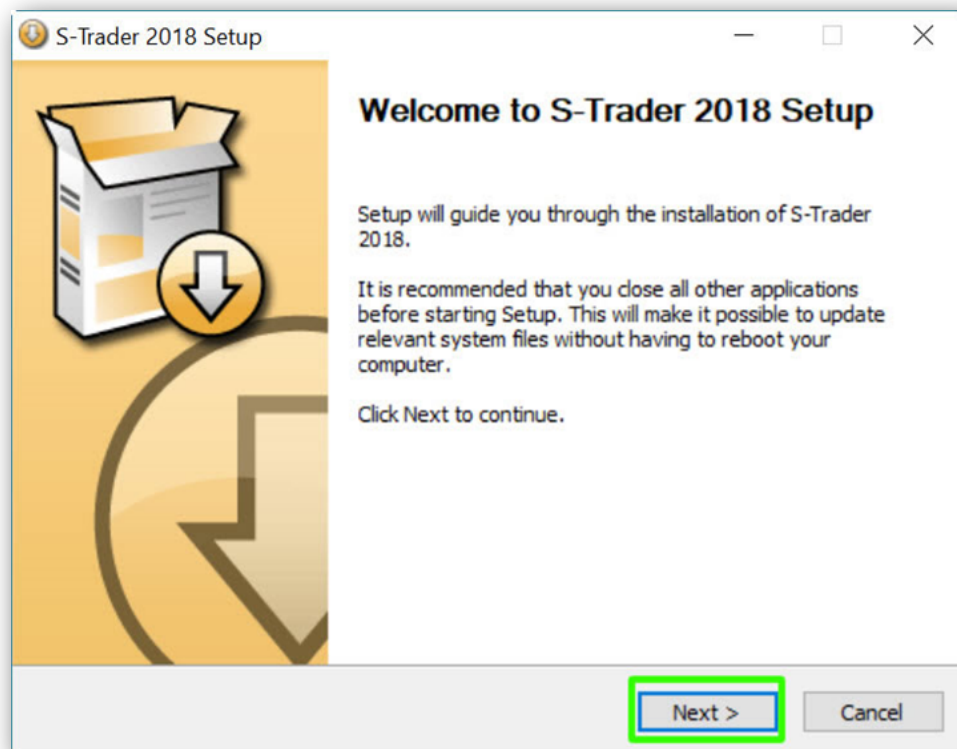 S-Trader 2018 Setup
Welcome to S-Trader 2018 Setup
Setup will guide you through the installation of S-Trader
2018.
It is recommended that you close all other applications
before starting Setup. This will make it possible to update
relevant system files without having to reboot your
computer.
Click Next to continue.
Next >
Cancel